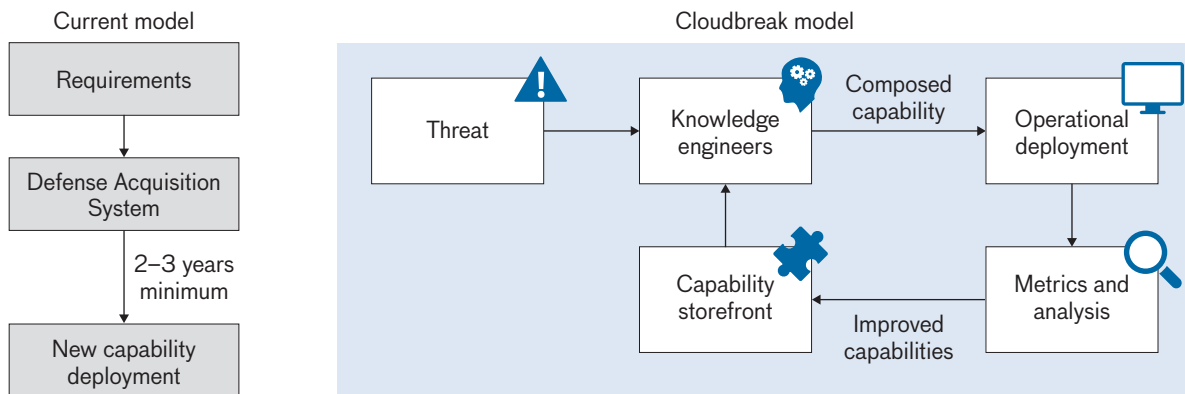 Current model
Requirements
Defense Acquisition
System
2–3 years
minimum
New capability
deployment
Cloudbreak model
Threat
Knowledge
engineers
Composed
capability
Operational
deployment
Capability
storefront
Improved
capabilities
Metrics and
analysis